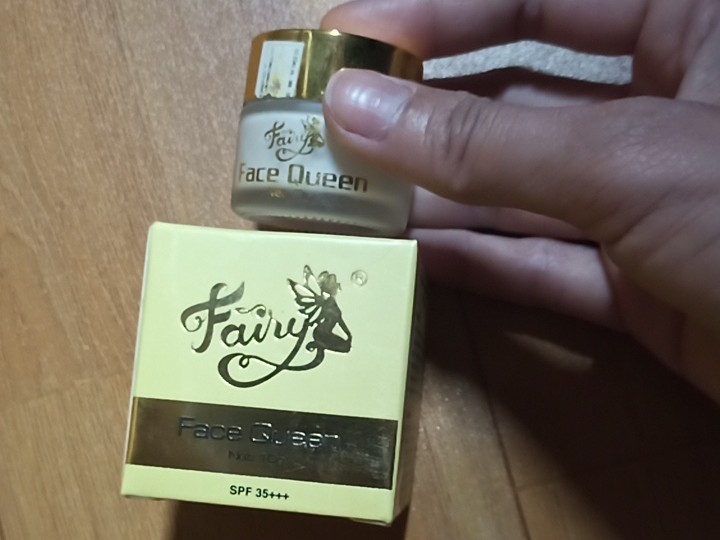 Fairy
Face Queen
Fairy ®
Face Queen
SPF 35+++